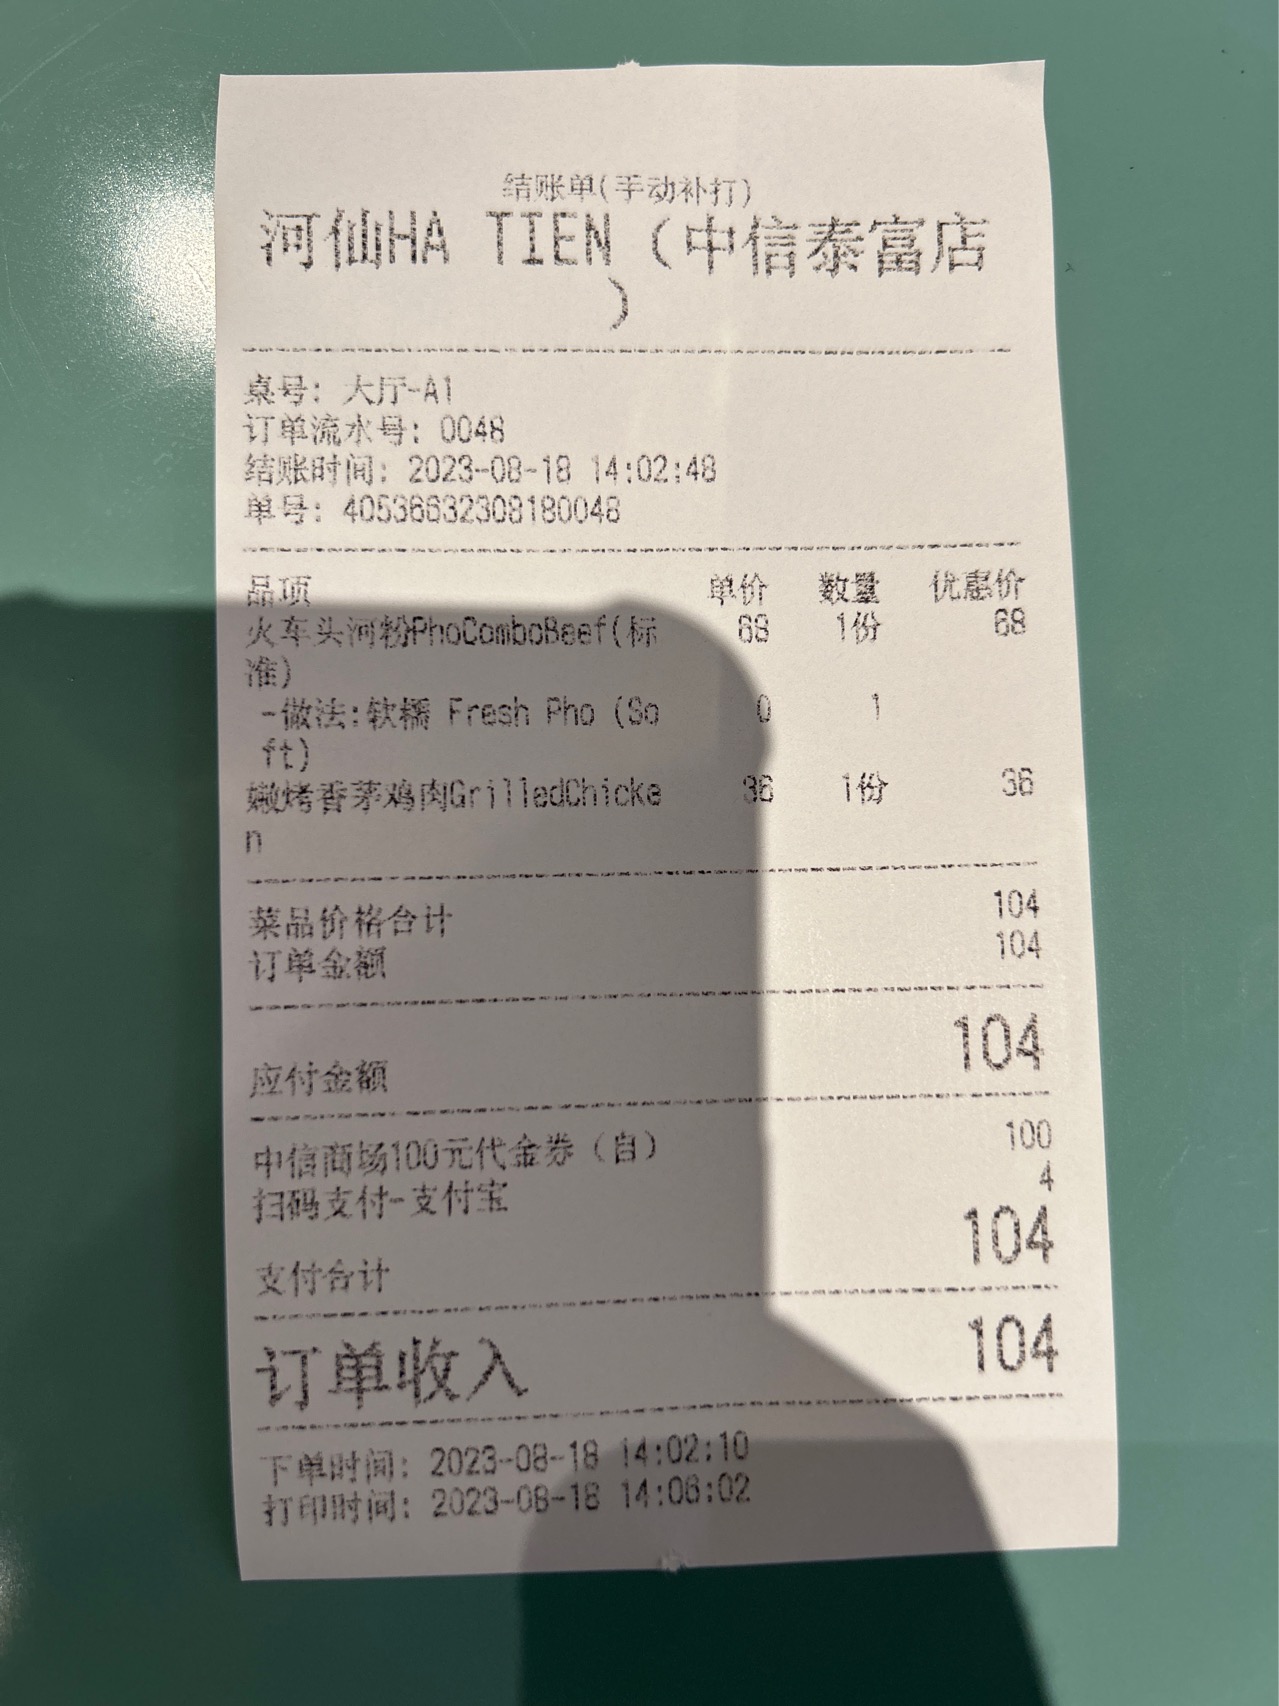 结账单(手动补打)
河仙HA TIEN（中信泰富店
）
桌号: 大厅-A1
订单流水号: 0048
结账时间: 2023-08-18 14:02:48
单号: 40536632308180048
品项 单价 数量 优惠价
火车头河粉PhoComboBeef(标 68 1份 68
准)
-做法:软糯 Fresh Pho (So 0 1
ft)
嫩烤香茅鸡肉GrilledChicke 36 1份 36
n
菜品价格合计 104
订单金额 104
应付金额 104
中信商场100元代金券（自） 100
扫码支付-支付宝 4
支付合计 104
订单收入 104
下单时间: 2023-08-18 14:02:10
打印时间: 2023-08-18 14:06:02